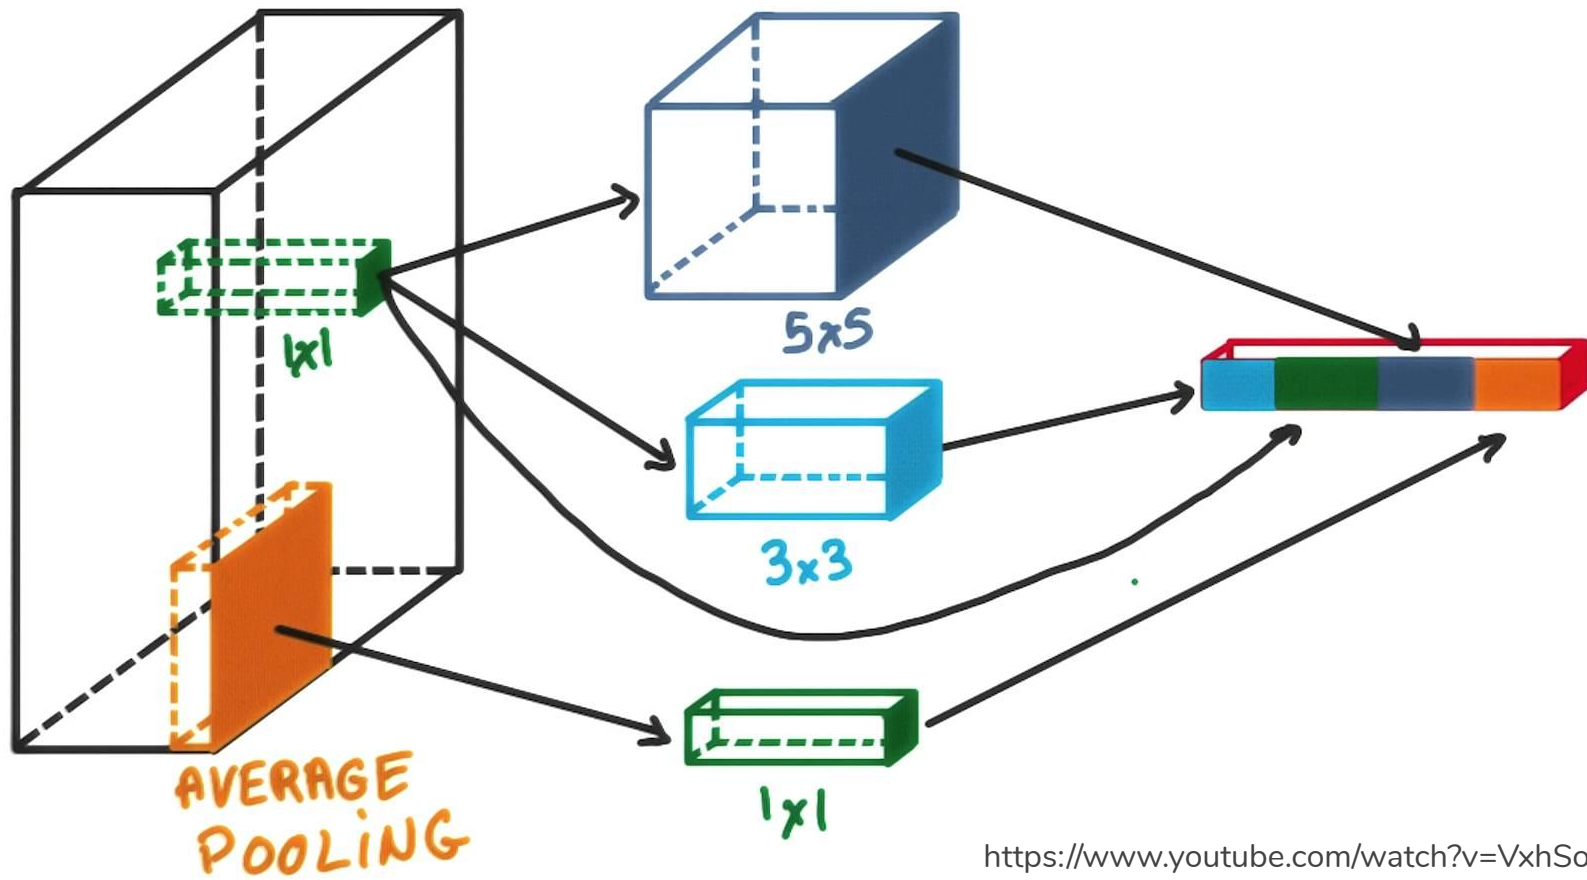 5x5
1x1
3x3
AVERAGE
POOLING
1x1
https://www.youtube.com/watch?v=VxhSo